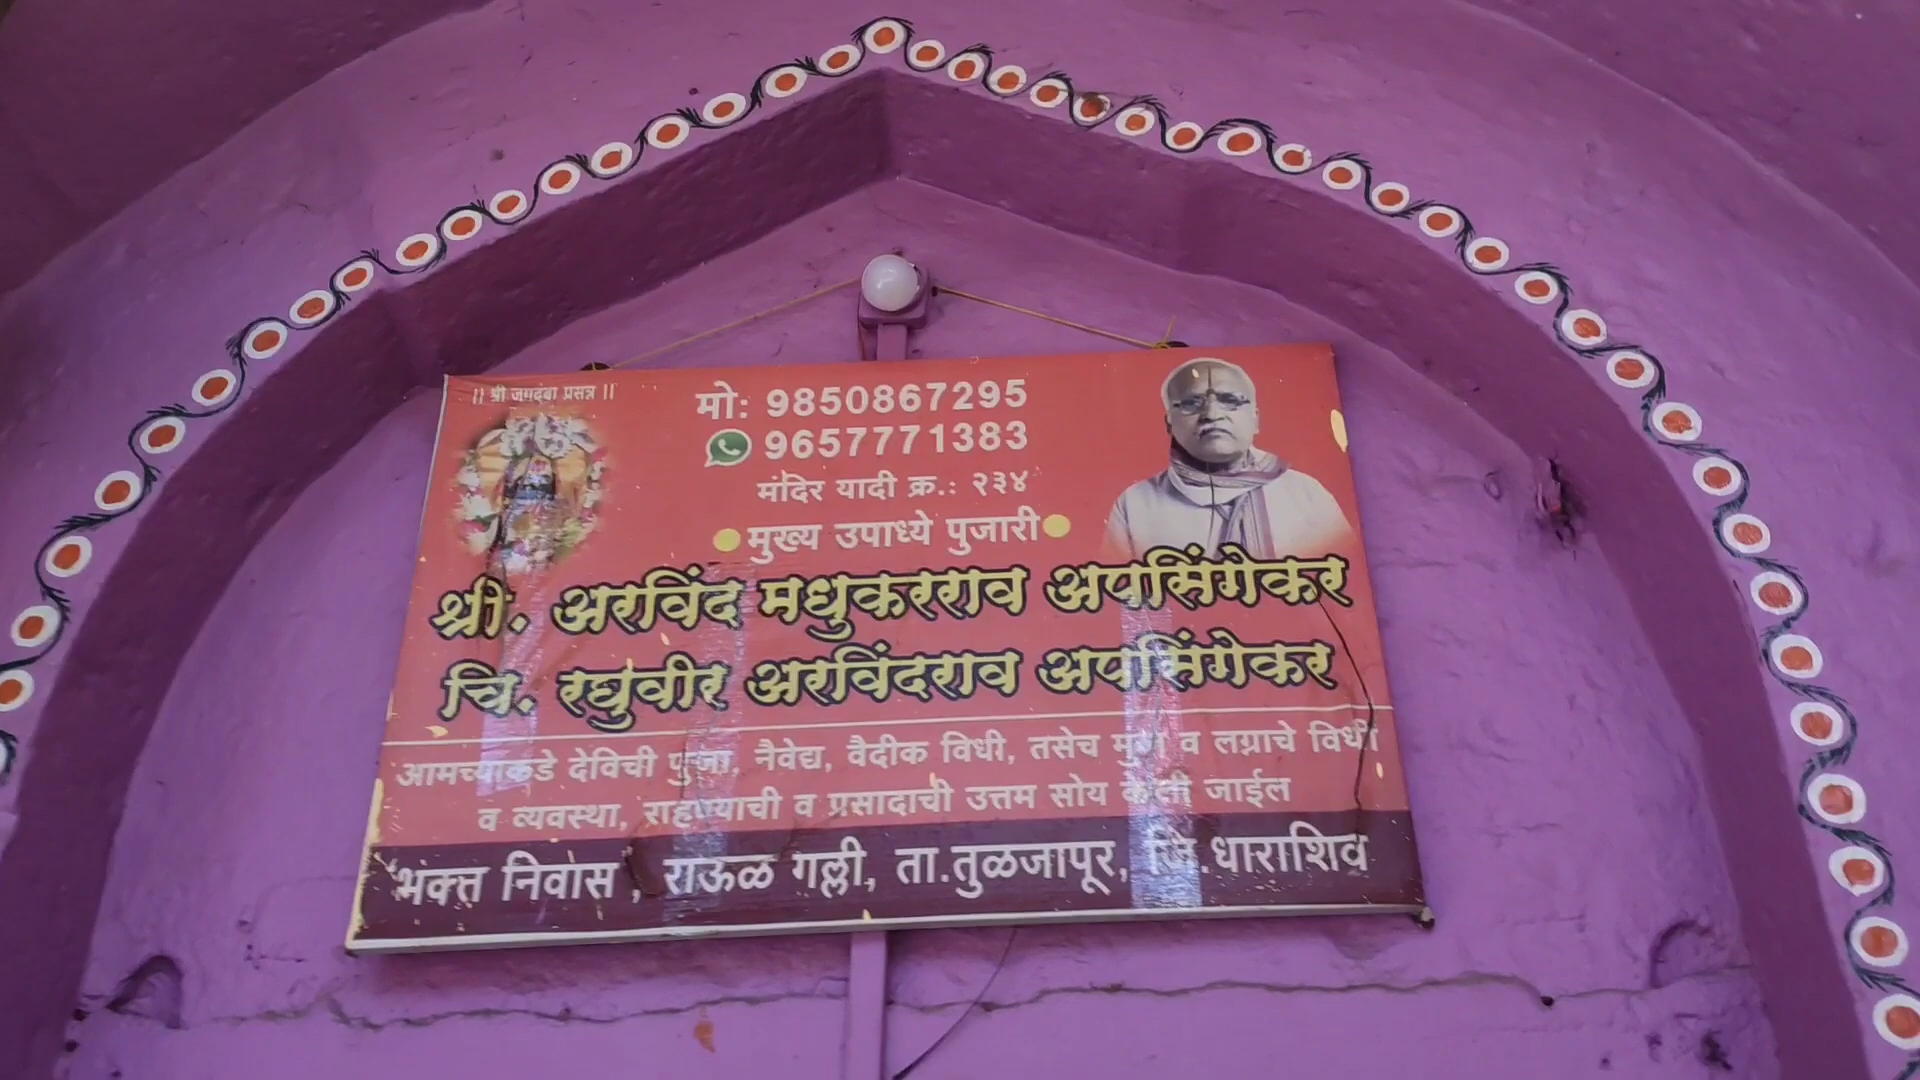 || श्री जगदंबा प्रसन्न ||
मो: 9850867295
9657771383
मंदिर यादी क्र.: २३४
मुख्य उपाध्ये पुजारी
श्री. अरविंद मधुकरराव अपसिंगेकर
चि. रघुवीर अरविंदराव अपसिंगेकर
आमच्याकडे देविची पुजा, नैवेद्य, वैदीक विधी, तसेच व लग्नाचे विधी
व व्यवस्था, राहण्याची व प्रसादाची उत्तम सोय केली जाईल
भक्त निवास , राऊळ गल्ली, ता.तुळजापूर, जि.धाराशिव